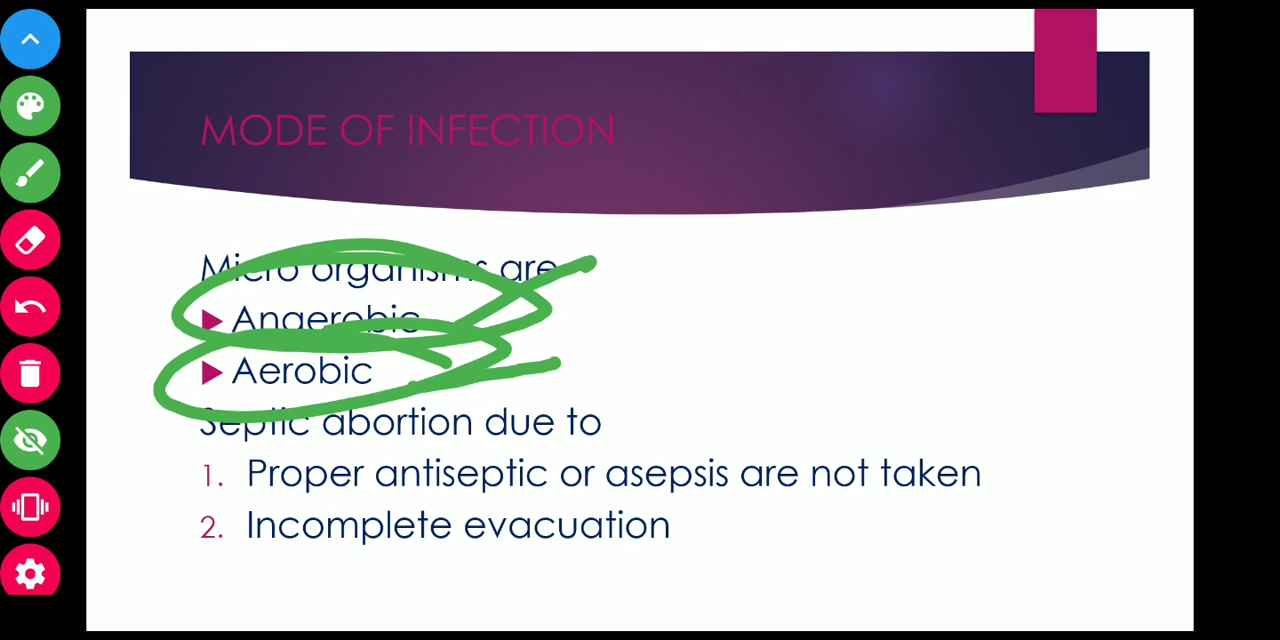 MODE OF INFECTION
Micro organisms are
Anaerobic
Aerobic
Septic abortion due to
1. Proper antiseptic or asepsis are not taken
2. Incomplete evacuation